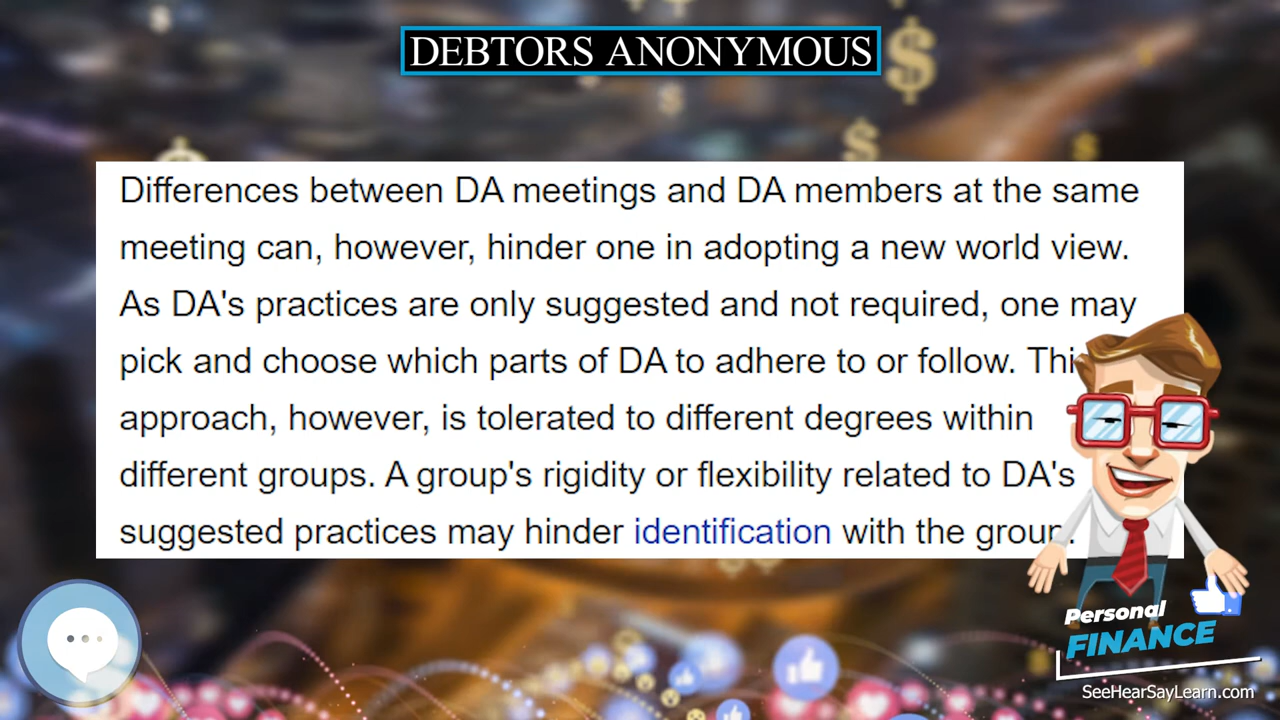 DEBTORS ANONYMOUS
Differences between DA meetings and DA members at the same
meeting can, however, hinder one in adopting a new world view.
As DA's practices are only suggested and not required, one may
pick and choose which parts of DA to adhere to or follow. Thi
approach, however, is tolerated to different degrees within
different groups. A group's rigidity or flexibility related to DA's
suggested practices may hinder identification with the group.
Personal
FINANCE
SeeHearSayLearn.com